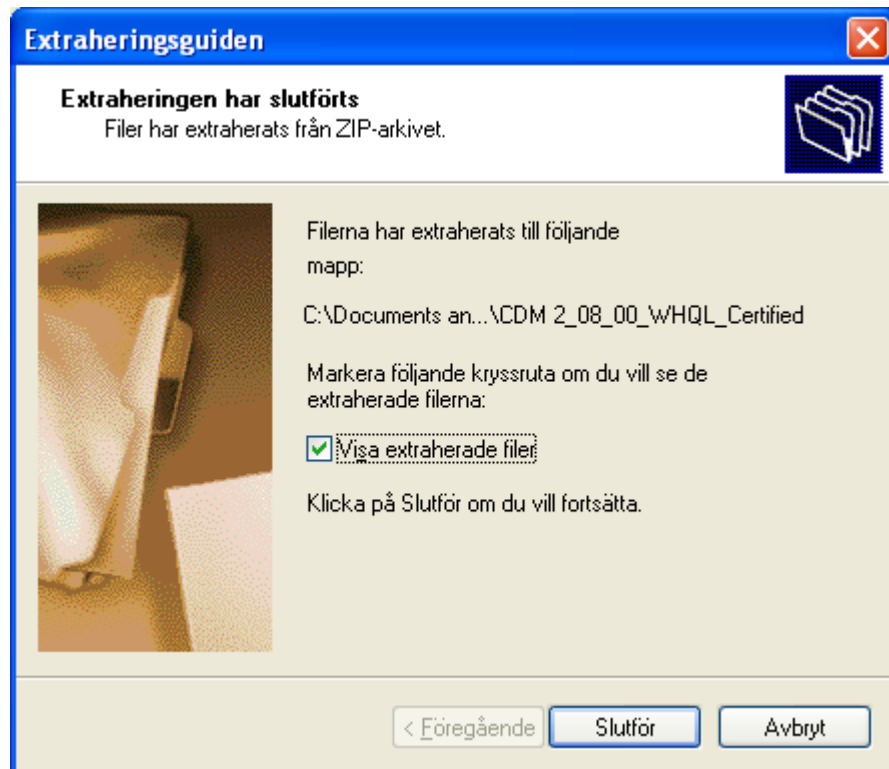 Extraheringsguiden
Extraheringen har slutförts
Filer har extraherats från ZIP-arkivet.
Filerna har extraherats till följande
mapp:
C:\Documents an...\CDM 2_08_00_WHQL_Certified
Markera följande kryssruta om du vill se de
extraherade filerna:
Visa extraherade filer
Klicka på Slutför om du vill fortsätta.
< Föregående
Slutför
Avbryt